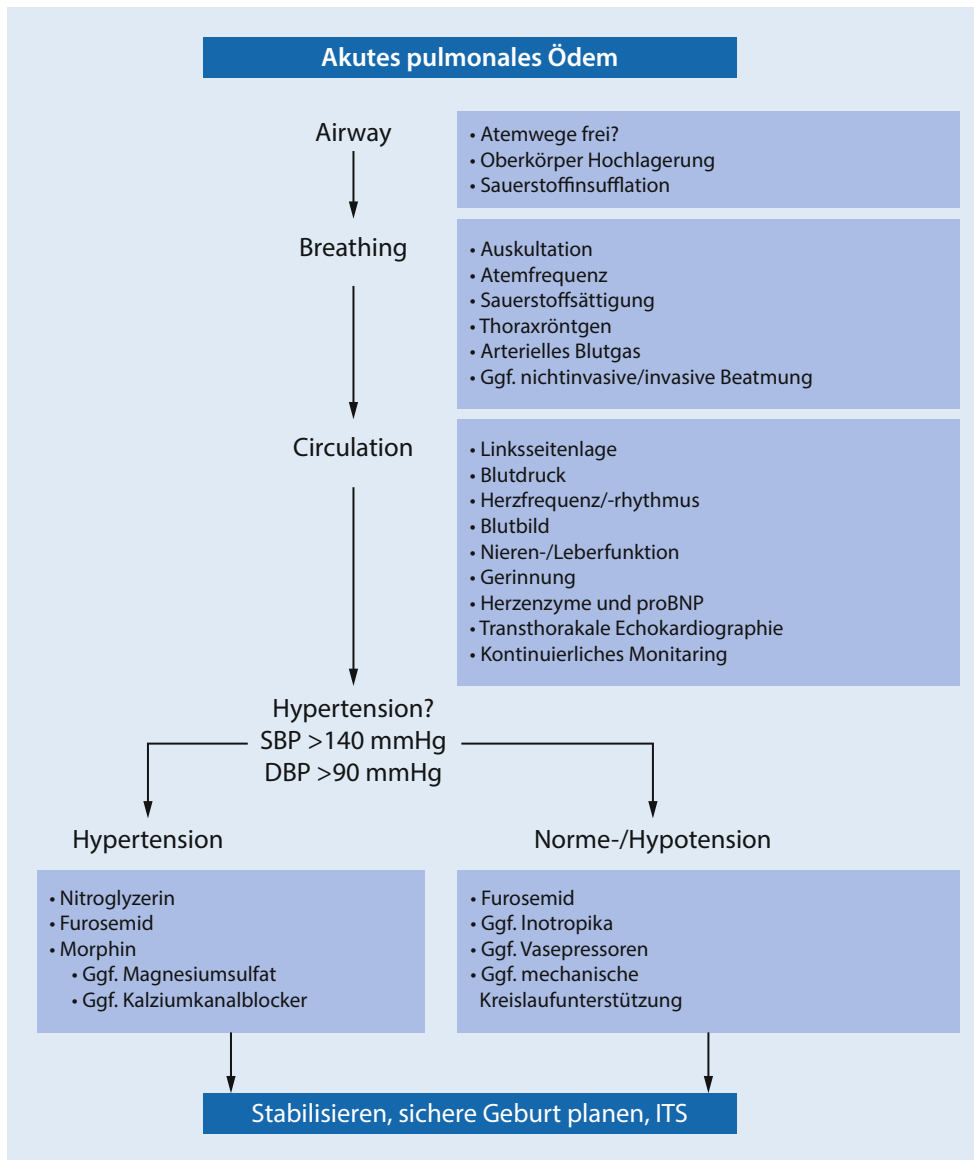 Akutes pulmonales Ödem
Airway
• Atemwege frei?
• Oberkörper Hochlagerung
• Sauerstoffinsufflation
Breathing
• Auskultation
• Atemfrequenz
• Sauerstoffsättigung
• Thoraxröntgen
• Arterielles Blutgas
• Ggf. nichtinvasive/invasive Beatmung
Circulation
• Linksseitenlage
• Blutdruck
• Herzfrequenz/-rhythmus
• Blutbild
• Nieren-/Leberfunktion
• Gerinnung
• Herzenzyme und proBNP
• Transthorakale Echokardiographie
• Kontinuierliches Monitaring
Hypertension?
SBP >140 mmHg
DBP >90 mmHg
Hypertension
• Nitroglyzerin
• Furosemid
• Morphin
• Ggf. Magnesiumsulfat
• Ggf. Kalziumkanalblocker
Norme-/Hypotension
• Furosemid
• Ggf. Inotropika
• Ggf. Vasepressoren
• Ggf. mechanische
Kreislaufunterstützung
Stabilisieren, sichere Geburt planen, ITS